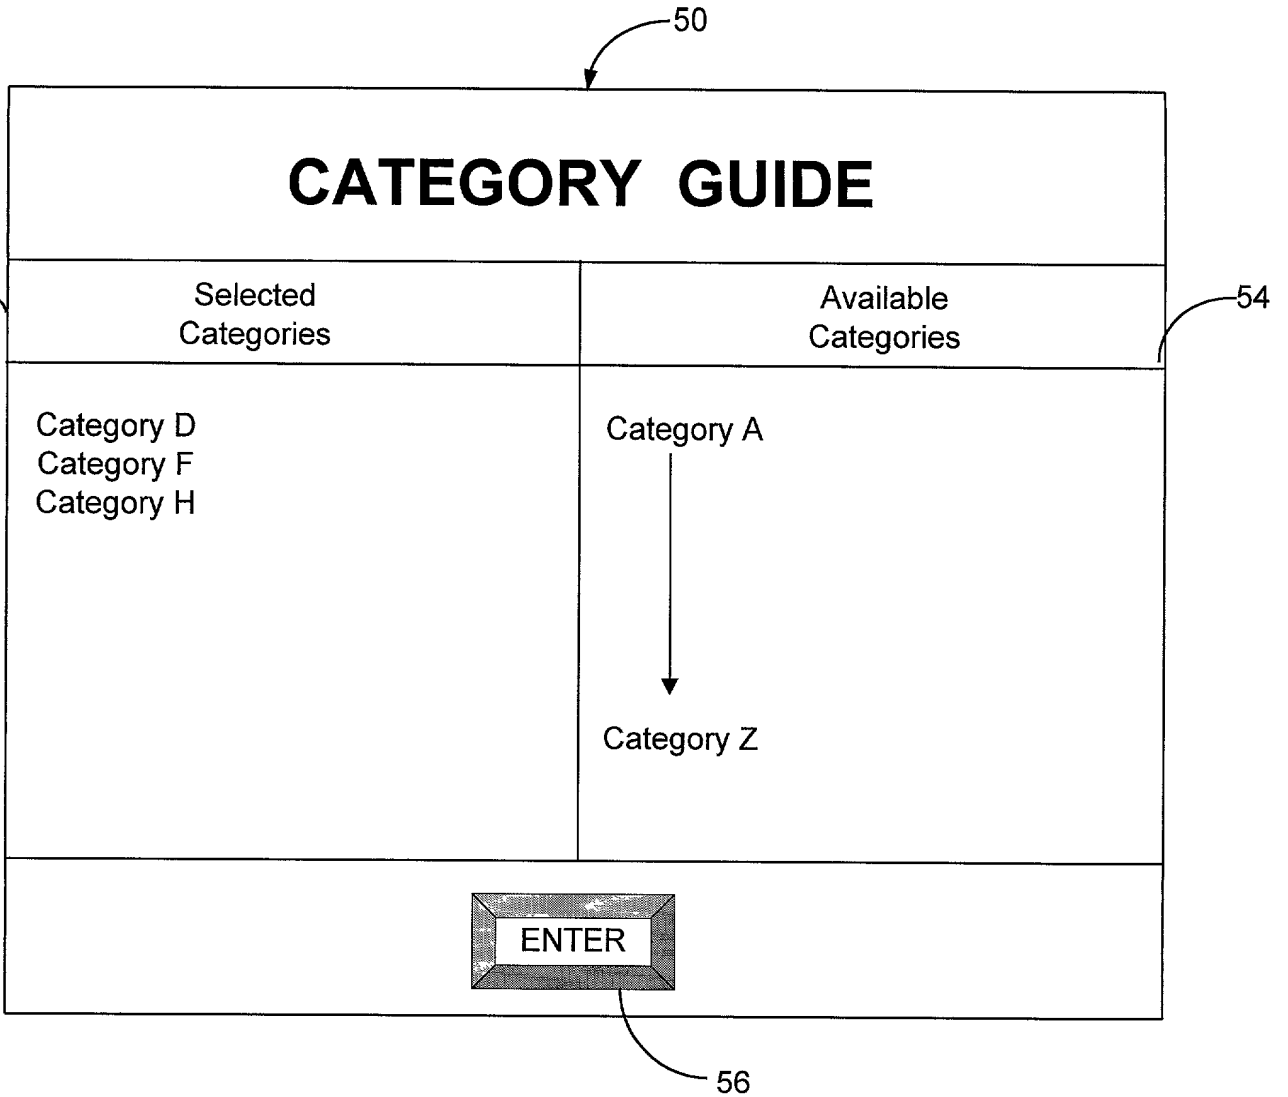 50
CATEGORY GUIDE
Selected
Categories
Available
Categories
54
Category D
Category F
Category H
Category A
Category Z
ENTER
56